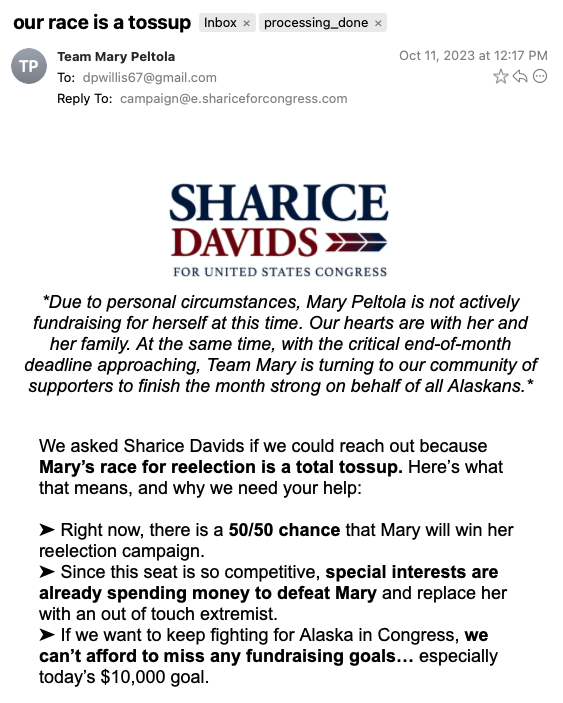 our race is a tossup Inbox × processing_done ×
TP
Team Mary Peltola
Oct 11, 2023 at 12:17 PM
To: dpwillis67@gmail.com
Reply To: campaign@e.shariceforcongress.com
SHARICE
DAVIDS
FOR UNITED STATES CONGRESS
*Due to personal circumstances, Mary Peltola is not actively
fundraising for herself at this time. Our hearts are with her and
her family. At the same time, with the critical end-of-month
deadline approaching, Team Mary is turning to our community of
supporters to finish the month strong on behalf of all Alaskans.*
We asked Sharice Davids if we could reach out because
Mary’s race for reelection is a total tossup. Here’s what
that means, and why we need your help:
➤ Right now, there is a 50/50 chance that Mary will win her
reelection campaign.
➤ Since this seat is so competitive, special interests are
already spending money to defeat Mary and replace her
with an out of touch extremist.
➤ If we want to keep fighting for Alaska in Congress, we
can’t afford to miss any fundraising goals… especially
today’s $10,000 goal.